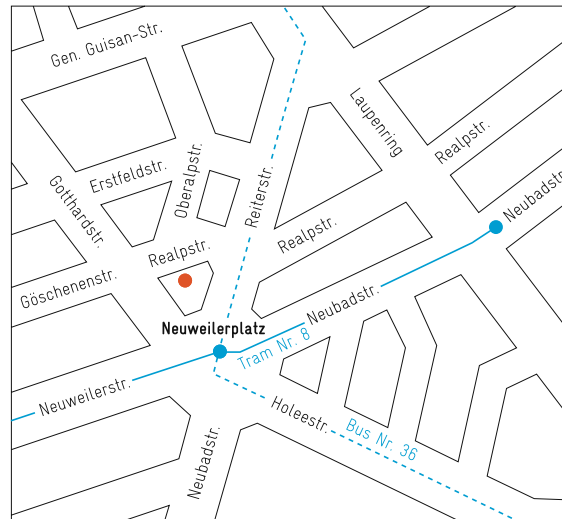 Gen. Guisan-Str.
Laupenring
Realpstr.
Erstfeldstr.
Oberalpstr.
Reiterstr.
Gotthardstr.
Neubadstr.
Realpstr.
Realpstr.
Göschenenstr.
Neubadstr.
Neuweilerplatz
Tram Nr. 8
Neuweilerstr.
Holeestr.
Bus Nr. 36
Neubadstr.